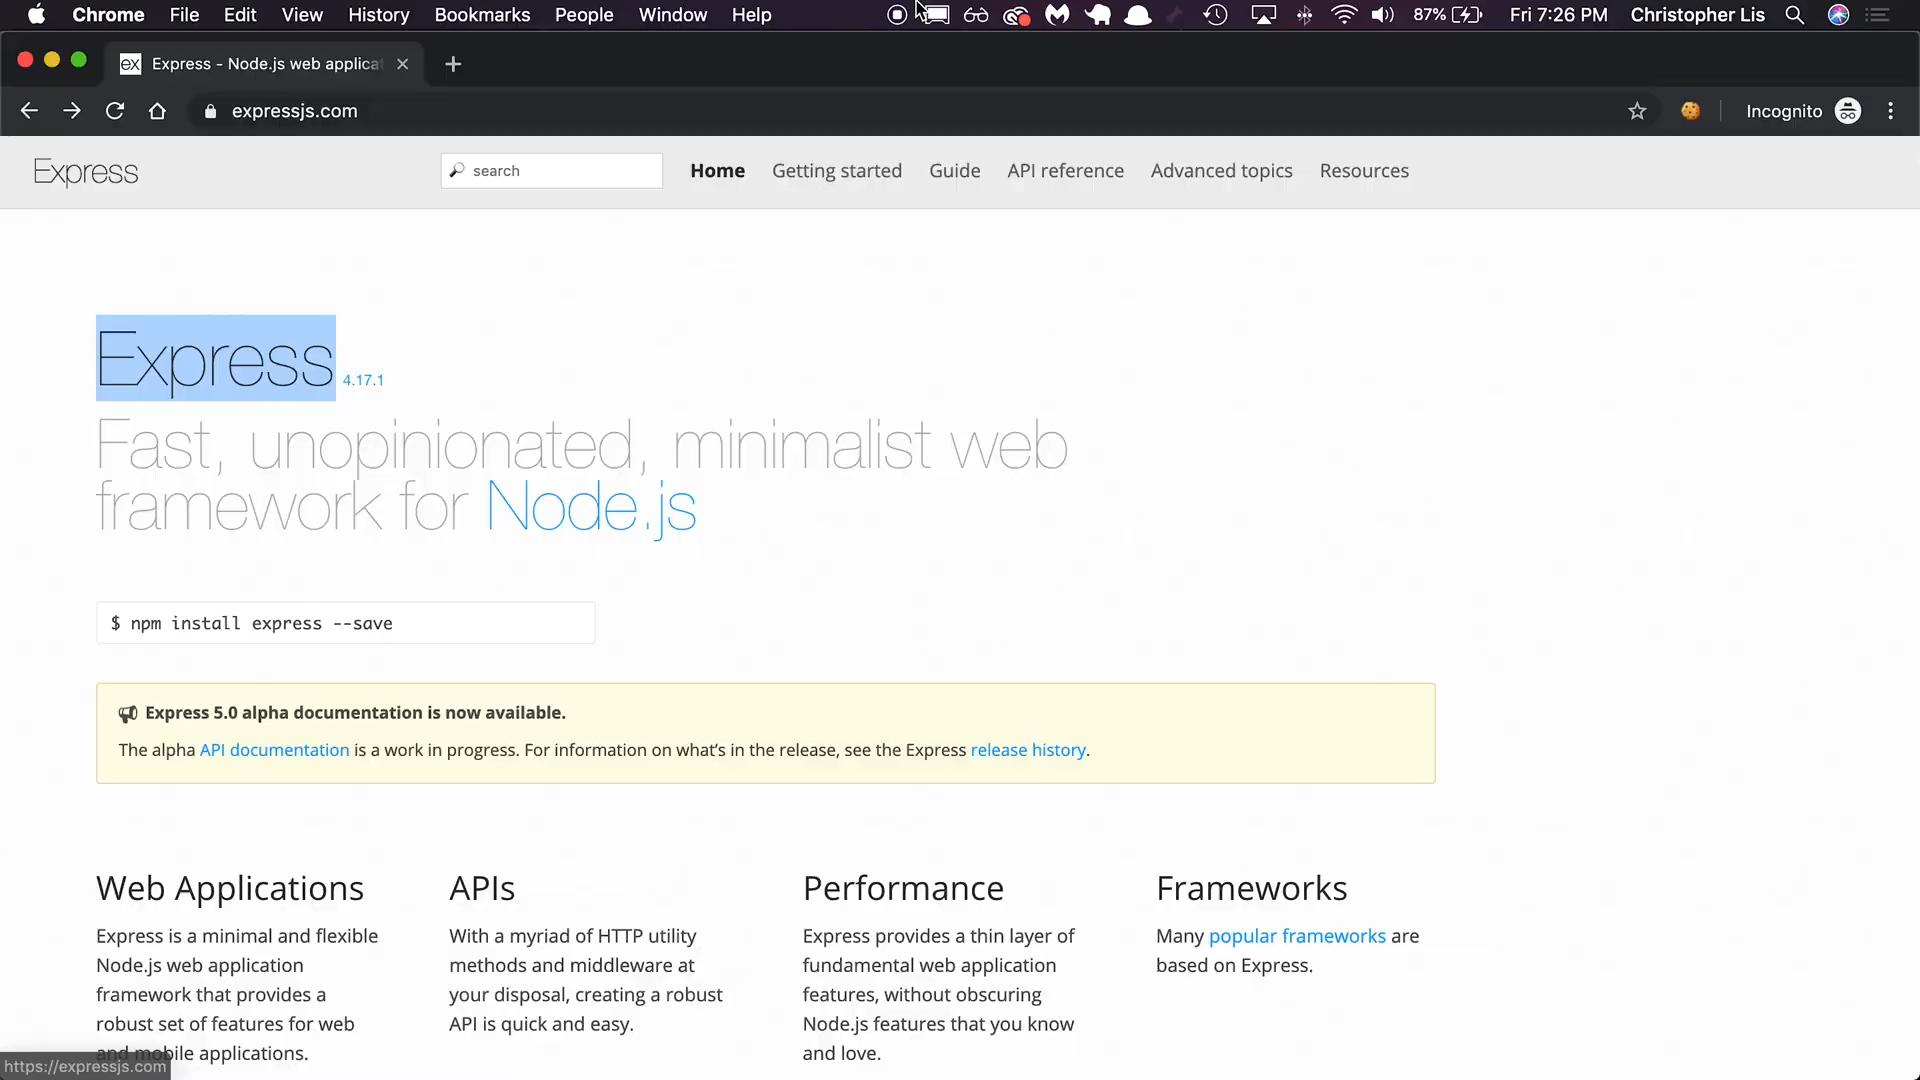 Chrome File Edit View History Bookmarks People Window Help 87% Fri 7:26 PM Christopher Lis
ex Express - Node.js web applica
expressjs.com Incognito
Express search Home Getting started Guide API reference Advanced topics Resources
Express 4.17.1
Fast, unopinionated, minimalist web
framework for Node.js
$ npm install express --save
Express 5.0 alpha documentation is now available.
The alpha API documentation is a work in progress. For information on what’s in the release, see the Express release history.
Web Applications
Express is a minimal and flexible
Node.js web application
framework that provides a
robust set of features for web
and mobile applications.
APIs
With a myriad of HTTP utility
methods and middleware at
your disposal, creating a robust
API is quick and easy.
Performance
Express provides a thin layer of
fundamental web application
features, without obscuring
Node.js features that you know
and love.
Frameworks
Many popular frameworks are
based on Express.
https://expressjs.com